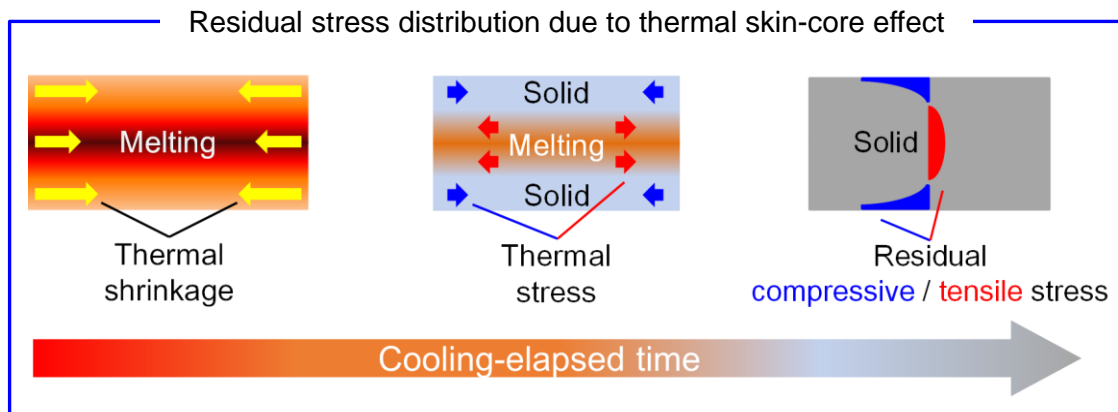 Residual stress distribution due to thermal skin-core effect
Melting
Thermal
shrinkage
Solid
Melting
Solid
Thermal
stress
Solid
Residual
compressive / tensile stress
Cooling-elapsed time